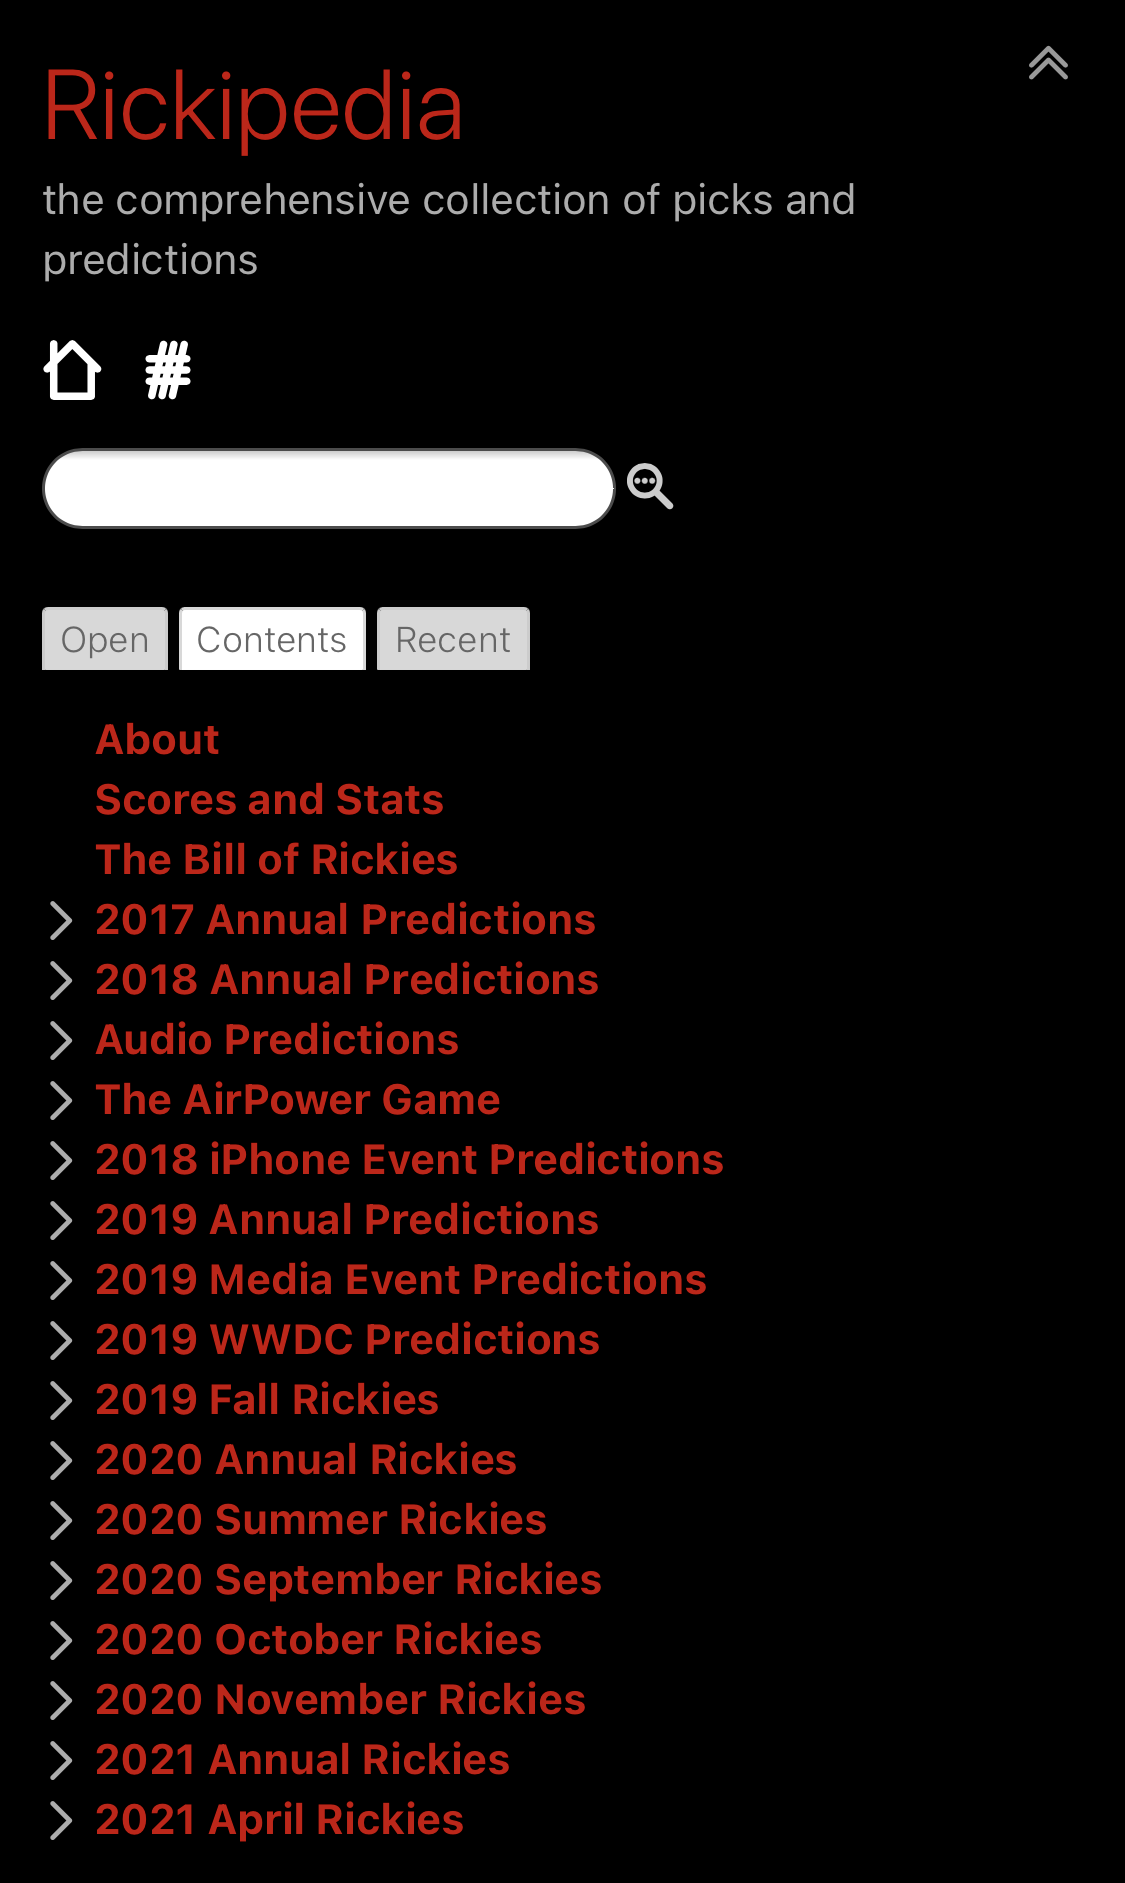 Rickipedia
the comprehensive collection of picks and
predictions
#
Open Contents Recent
About
Scores and Stats
The Bill of Rickies
2017 Annual Predictions
2018 Annual Predictions
Audio Predictions
The AirPower Game
2018 iPhone Event Predictions
2019 Annual Predictions
2019 Media Event Predictions
2019 WWDC Predictions
2019 Fall Rickies
2020 Annual Rickies
2020 Summer Rickies
2020 September Rickies
2020 October Rickies
2020 November Rickies
2021 Annual Rickies
2021 April Rickies